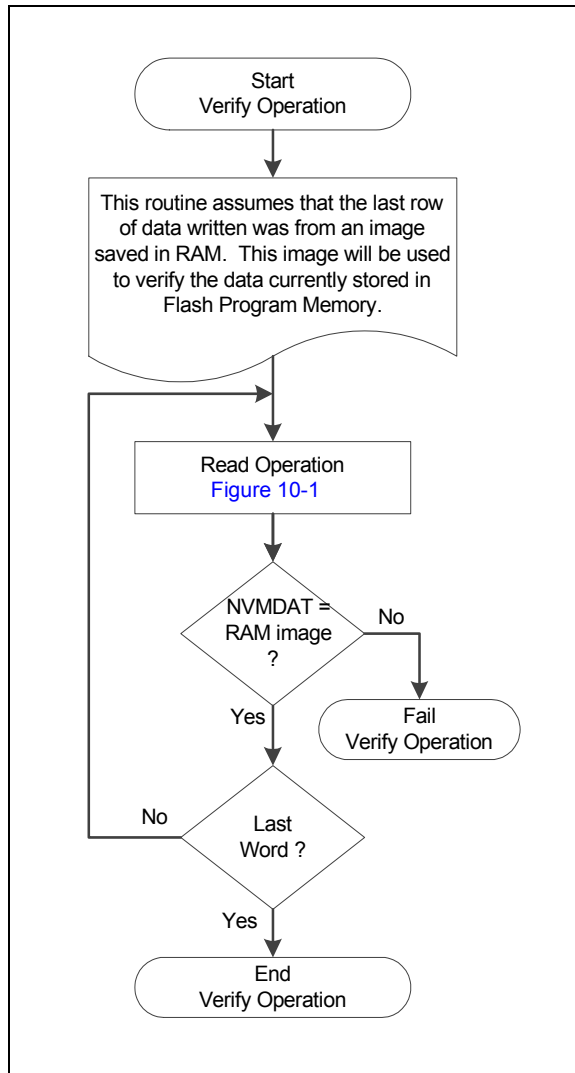 Start
Verify Operation
This routine assumes that the last row
of data written was from an image
saved in RAM. This image will be used
to verify the data currently stored in
Flash Program Memory.
Read Operation
Figure 10-1
NVMDAT =
RAM image
?
No
Yes
Fail
Verify Operation
No
Last
Word ?
Yes
End
Verify Operation